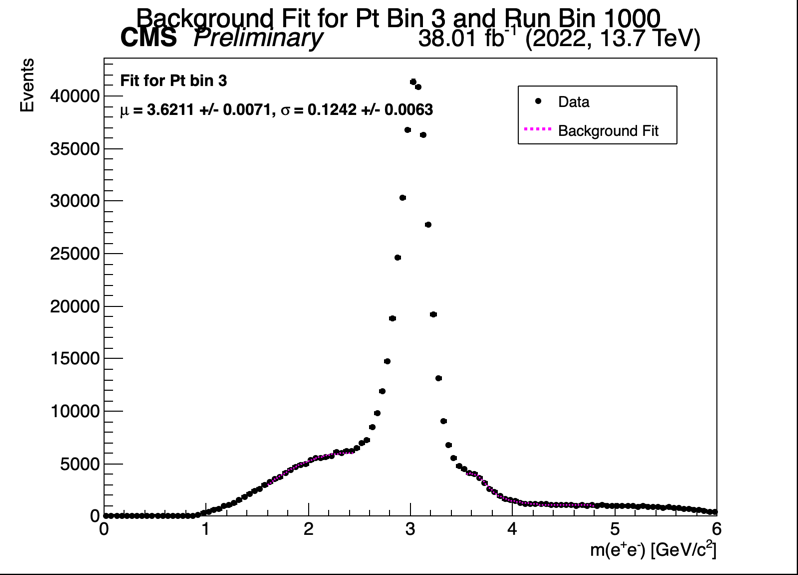 Background Fit for Pt Bin 3 and Run Bin 1000
CMS Preliminary 38.01 fb⁻¹ (2022, 13.7 TeV)
Events
Fit for Pt bin 3
μ = 3.6211 +/- 0.0071, σ = 0.1242 +/- 0.0063
Data
Background Fit
40000
35000
30000
25000
20000
15000
10000
5000
0
0 1 2 3 4 5 6
m(e⁺e⁻) [GeV/c²]